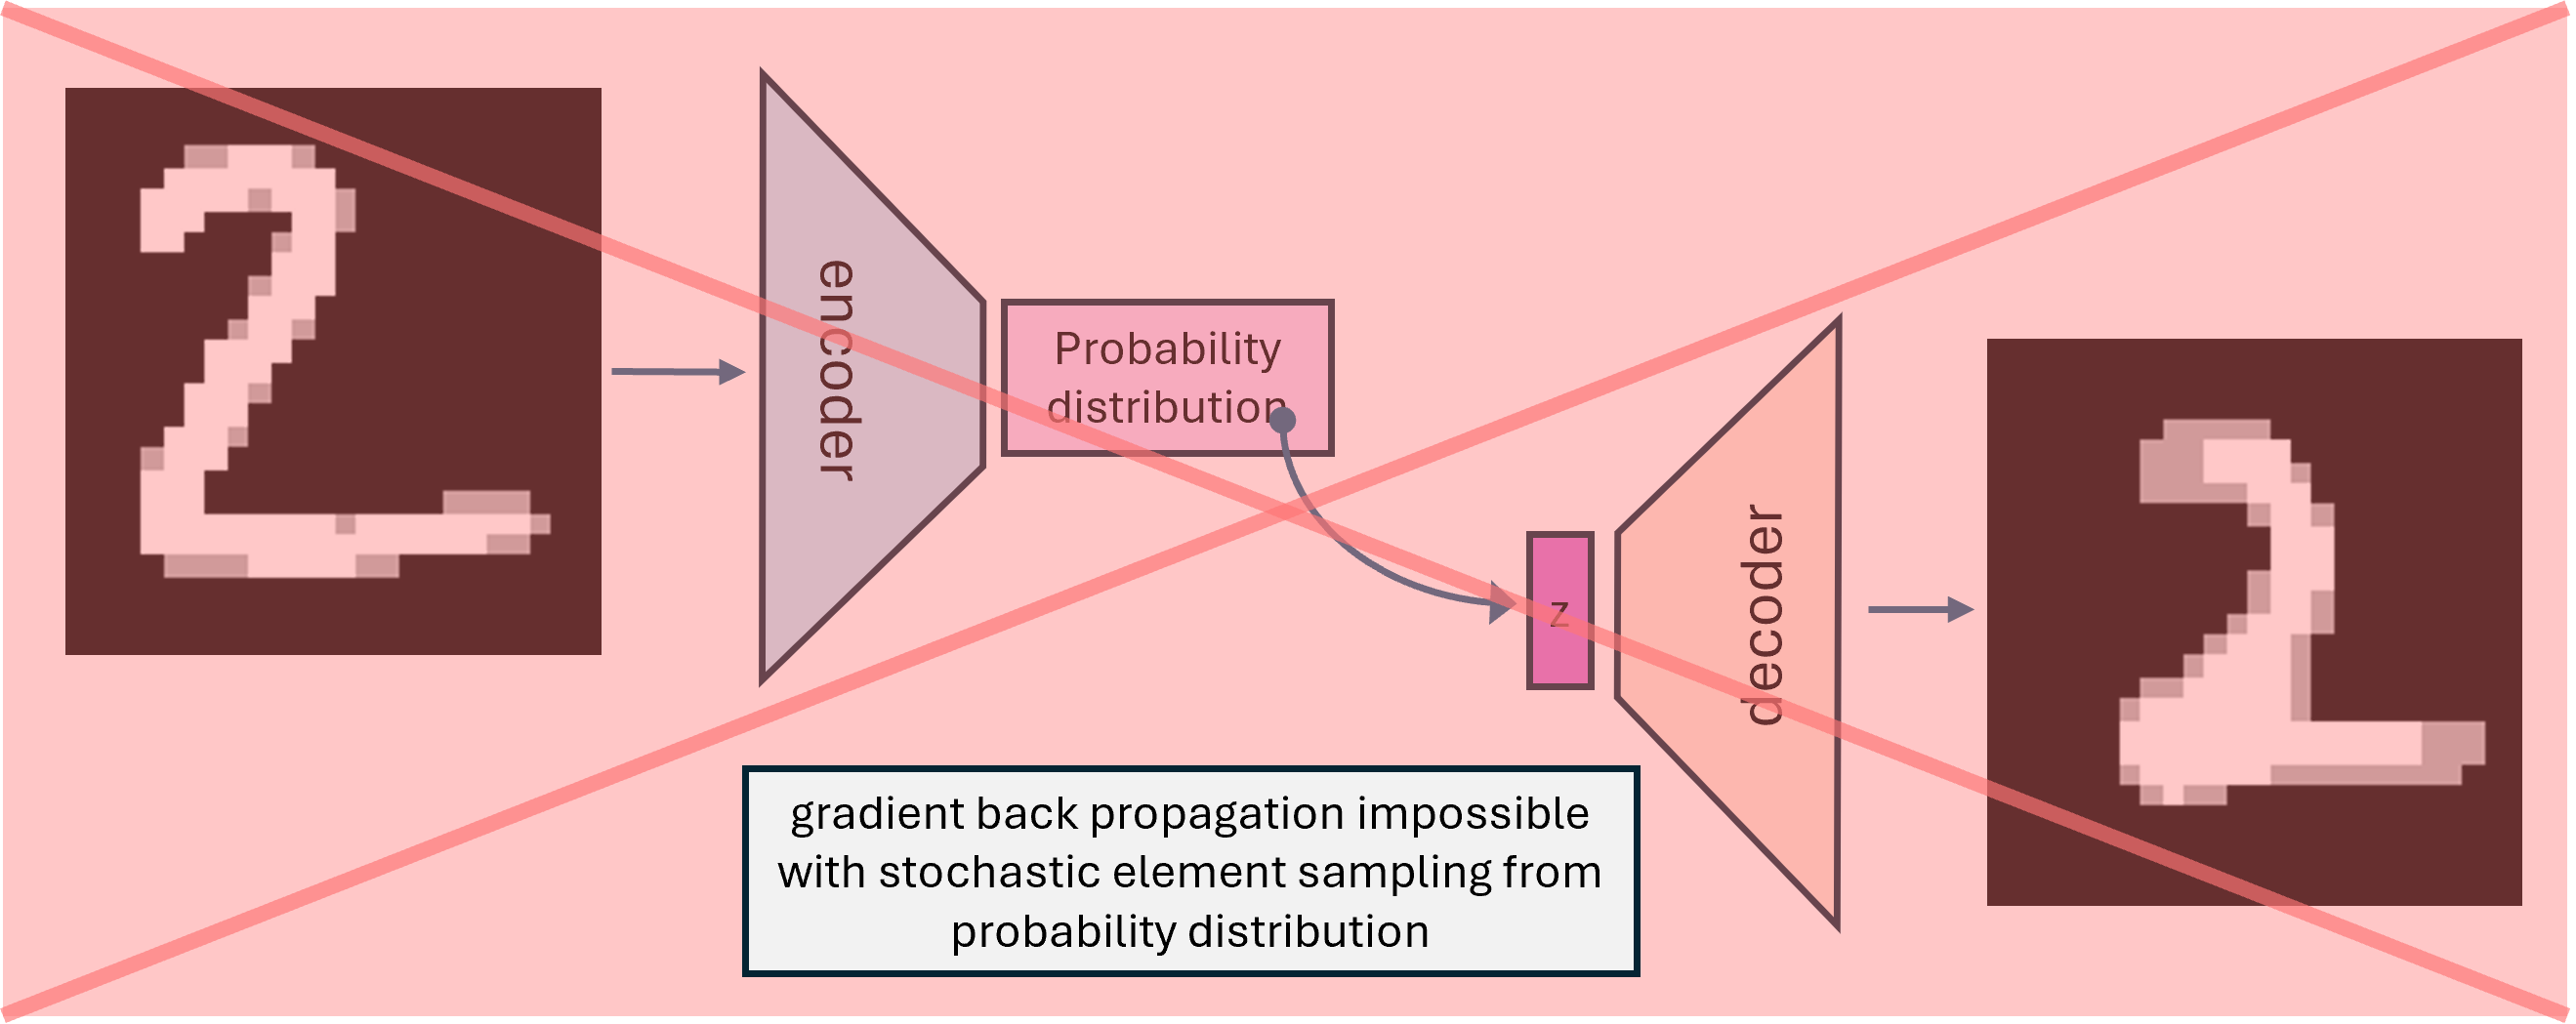 encoder
Probability
distribution
z
decoder
gradient back propagation impossible
with stochastic element sampling from
probability distribution